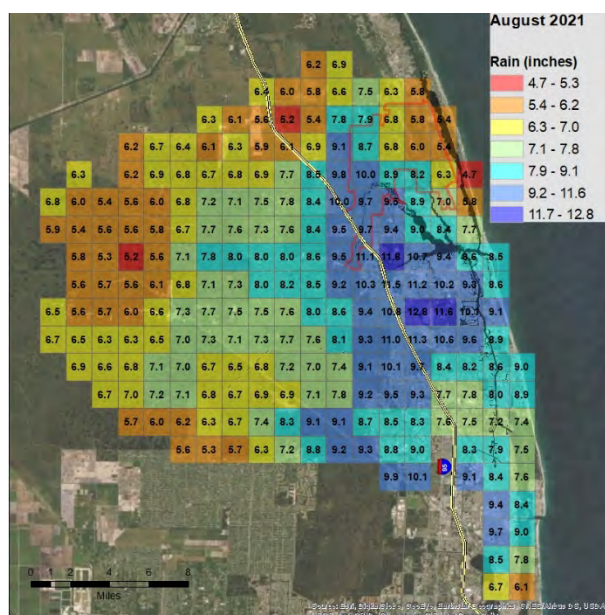 August 2021
Rain (inches)
4.7 - 5.3
5.4 - 6.2
6.3 - 7.0
7.1 - 7.8
7.9 - 9.1
9.2 - 11.6
11.7 - 12.8
6.2 6.9
6.4 6.0 5.8 6.6 7.5 6.3 5.8
6.3 6.1 5.6 5.2 5.4 7.8 7.9 6.8 5.8 5.4
6.2 6.7 6.4 6.1 6.3 5.9 6.1 6.9 9.1 8.7 6.8 6.0 5.4
6.3 6.2 6.9 6.8 6.7 6.8 6.9 7.7 8.5 9.8 10.0 8.9 8.2 6.3 4.7
6.8 6.0 5.4 5.6 6.0 6.8 7.2 7.1 7.5 7.8 8.4 10.0 9.7 9.5 8.9 7.0 5.8
5.9 5.4 5.6 5.6 5.8 6.7 7.7 7.6 7.3 7.6 8.4 9.5 9.7 9.4 9.0 8.4 7.7
5.8 5.3 5.2 5.6 7.1 7.8 8.0 8.0 8.0 8.6 9.5 11.1 11.6 10.7 9.4 8.6 8.5
5.6 5.7 5.6 6.1 6.8 7.1 7.3 8.0 8.2 8.5 9.2 10.3 11.5 11.2 10.2 9.3 8.6
6.5 5.6 5.7 6.0 6.6 7.3 7.7 7.5 7.5 7.6 8.0 8.6 9.4 10.8 12.8 11.6 10.1 9.1
6.7 6.5 6.3 6.3 6.5 7.0 7.3 7.1 7.3 7.7 7.6 8.1 9.3 11.0 11.3 10.6 9.6 8.9
6.9 6.6 6.8 7.1 7.0 6.7 6.5 6.8 7.2 7.0 7.4 9.1 10.1 9.7 8.4 8.2 8.6 9.0
6.7 7.0 7.2 7.1 6.8 6.7 6.9 6.9 7.1 7.8 9.2 9.5 9.3 7.7 7.8 8.0 8.9
5.7 6.0 6.2 6.3 6.7 7.4 8.3 9.1 9.1 8.7 8.5 8.3 7.6 7.5 7.2 7.4
5.6 5.3 5.7 6.3 7.2 8.8 9.2 9.3 8.8 9.0 8.3 7.9 7.5
9.9 10.1 95 9.1 8.4 7.6
9.4 8.4
9.7 9.0
8.5 7.8
6.7 6.1
0 2 4 8
Miles